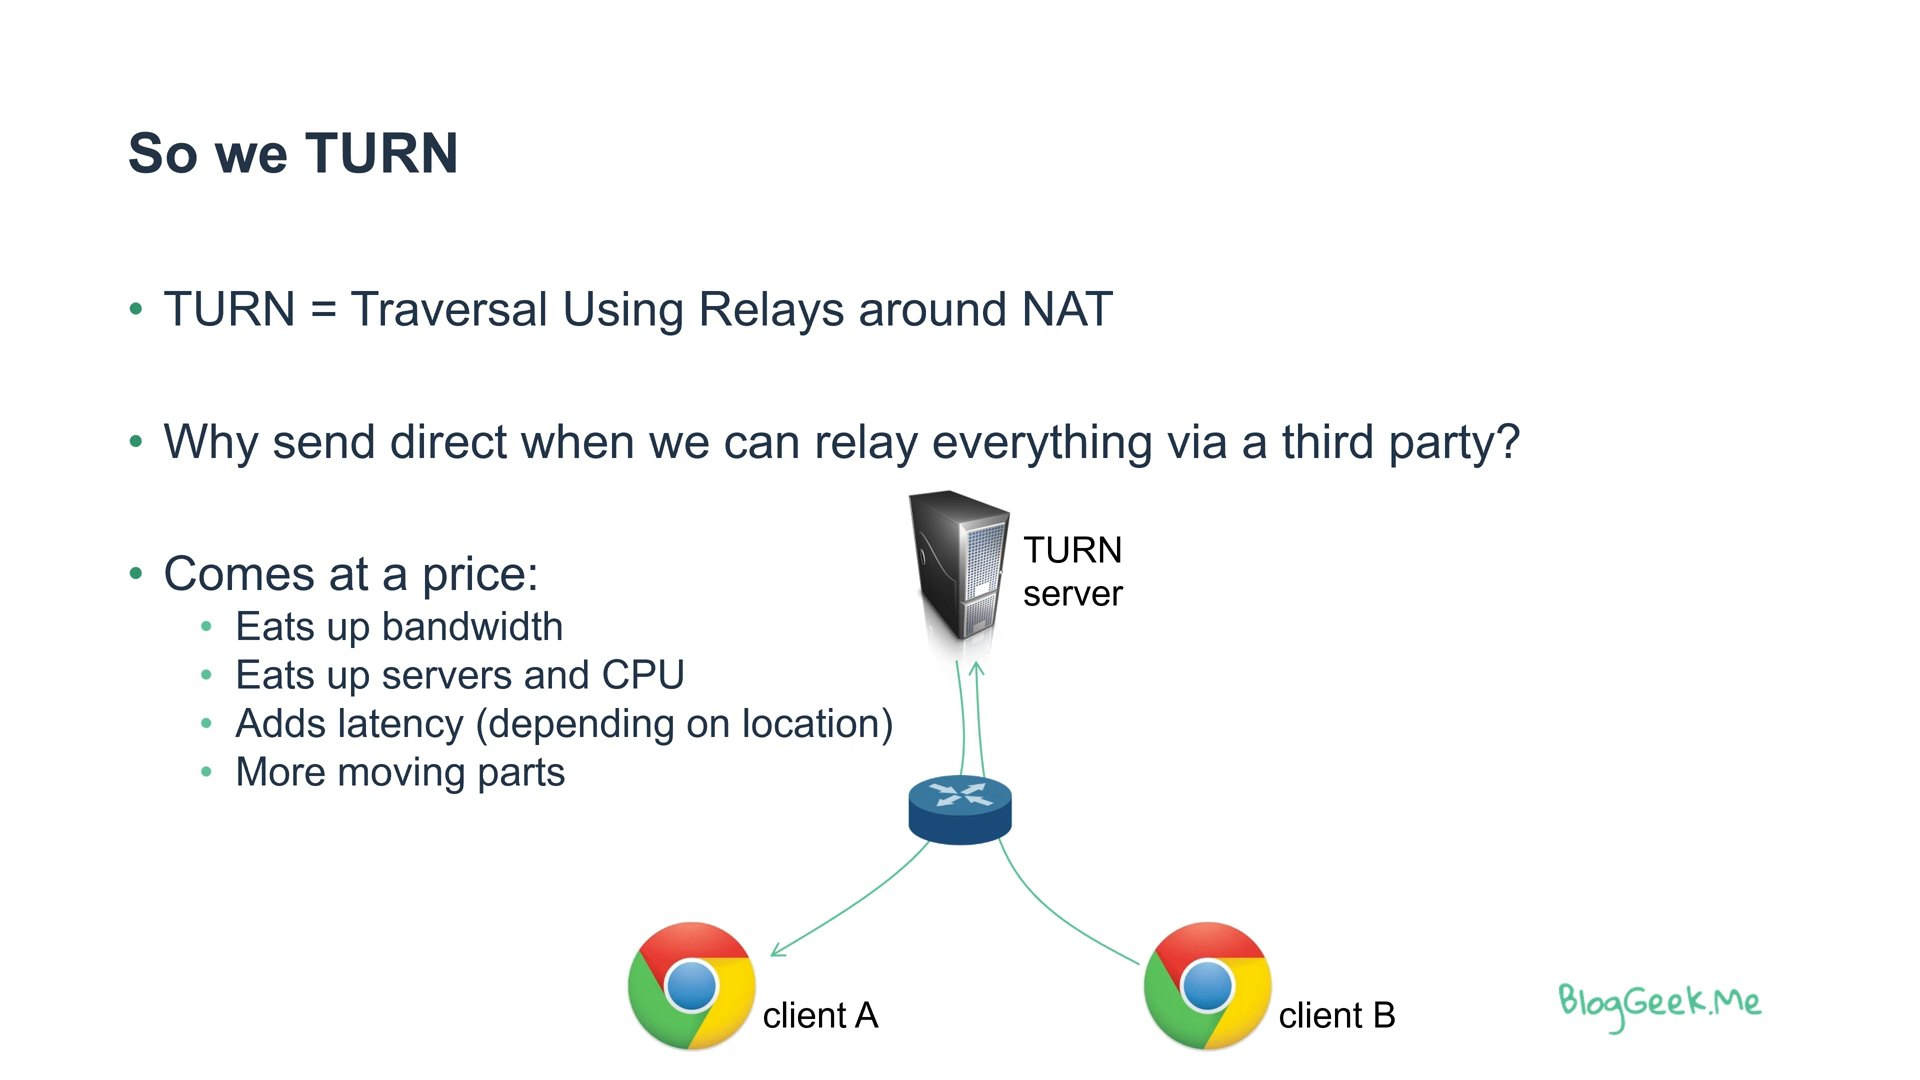 So we TURN
• TURN = Traversal Using Relays around NAT
• Why send direct when we can relay everything via a third party?
• Comes at a price:
• Eats up bandwidth
• Eats up servers and CPU
• Adds latency (depending on location)
• More moving parts
TURN
server
client A
client B
BlogGeek.Me